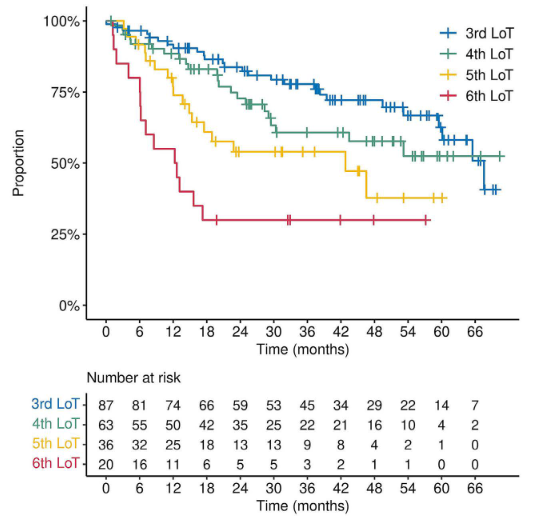 100%
75%
50%
25%
0%
Proportion
3rd LoT
4th LoT
5th LoT
6th LoT
0 6 12 18 24 30 36 42 48 54 60 66
Time (months)
Number at risk
3rd LoT 87 81 74 66 59 53 45 34 29 22 14 7
4th LoT 63 55 50 42 35 25 22 21 16 10 4 2
5th LoT 36 32 25 18 13 13 9 8 4 2 1 0
6th LoT 20 16 11 6 5 5 3 2 1 1 0 0
0 6 12 18 24 30 36 42 48 54 60 66
Time (months)